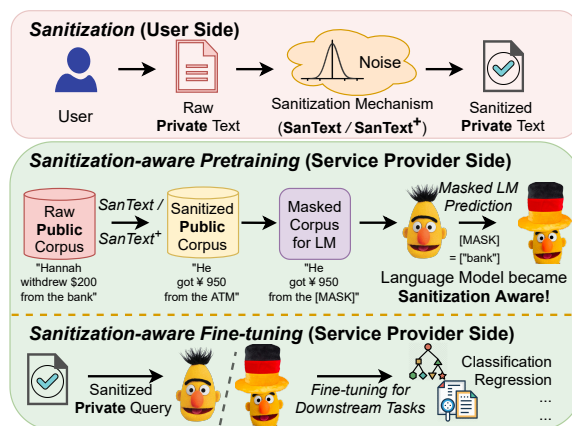 Sanitization (User Side)
User
Raw
Private Text
Noise
Sanitization Mechanism
(SanText / SanText+)
Sanitized
Private Text
Sanitization-aware Pretraining (Service Provider Side)
Raw
Public
Corpus
SanText /
SanText+
Sanitized
Public
Corpus
Masked
Corpus
for LM
Masked LM
Prediction
[MASK]
= ["bank"]
"Hannah
withdrew $200
from the bank"
"He
got ¥ 950
from the ATM"
"He
got ¥ 950
from the [MASK]"
Language Model became
Sanitization Aware!
Sanitization-aware Fine-tuning (Service Provider Side)
Sanitized
Private Query
Fine-tuning for
Downstream Tasks
Classification
Regression
...
...